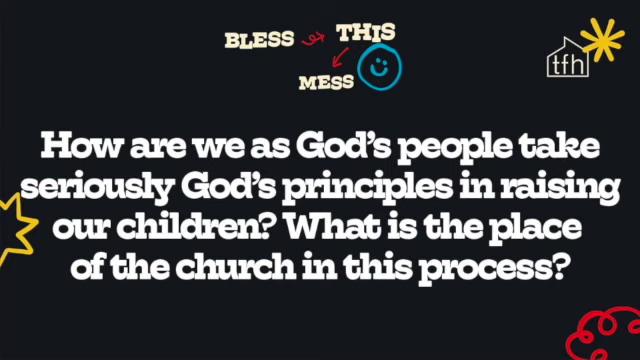 BLESS THIS
MESS
tfh
How are we as God's people take
seriously God's principles in raising
our children? What is the place
of the church in this process?